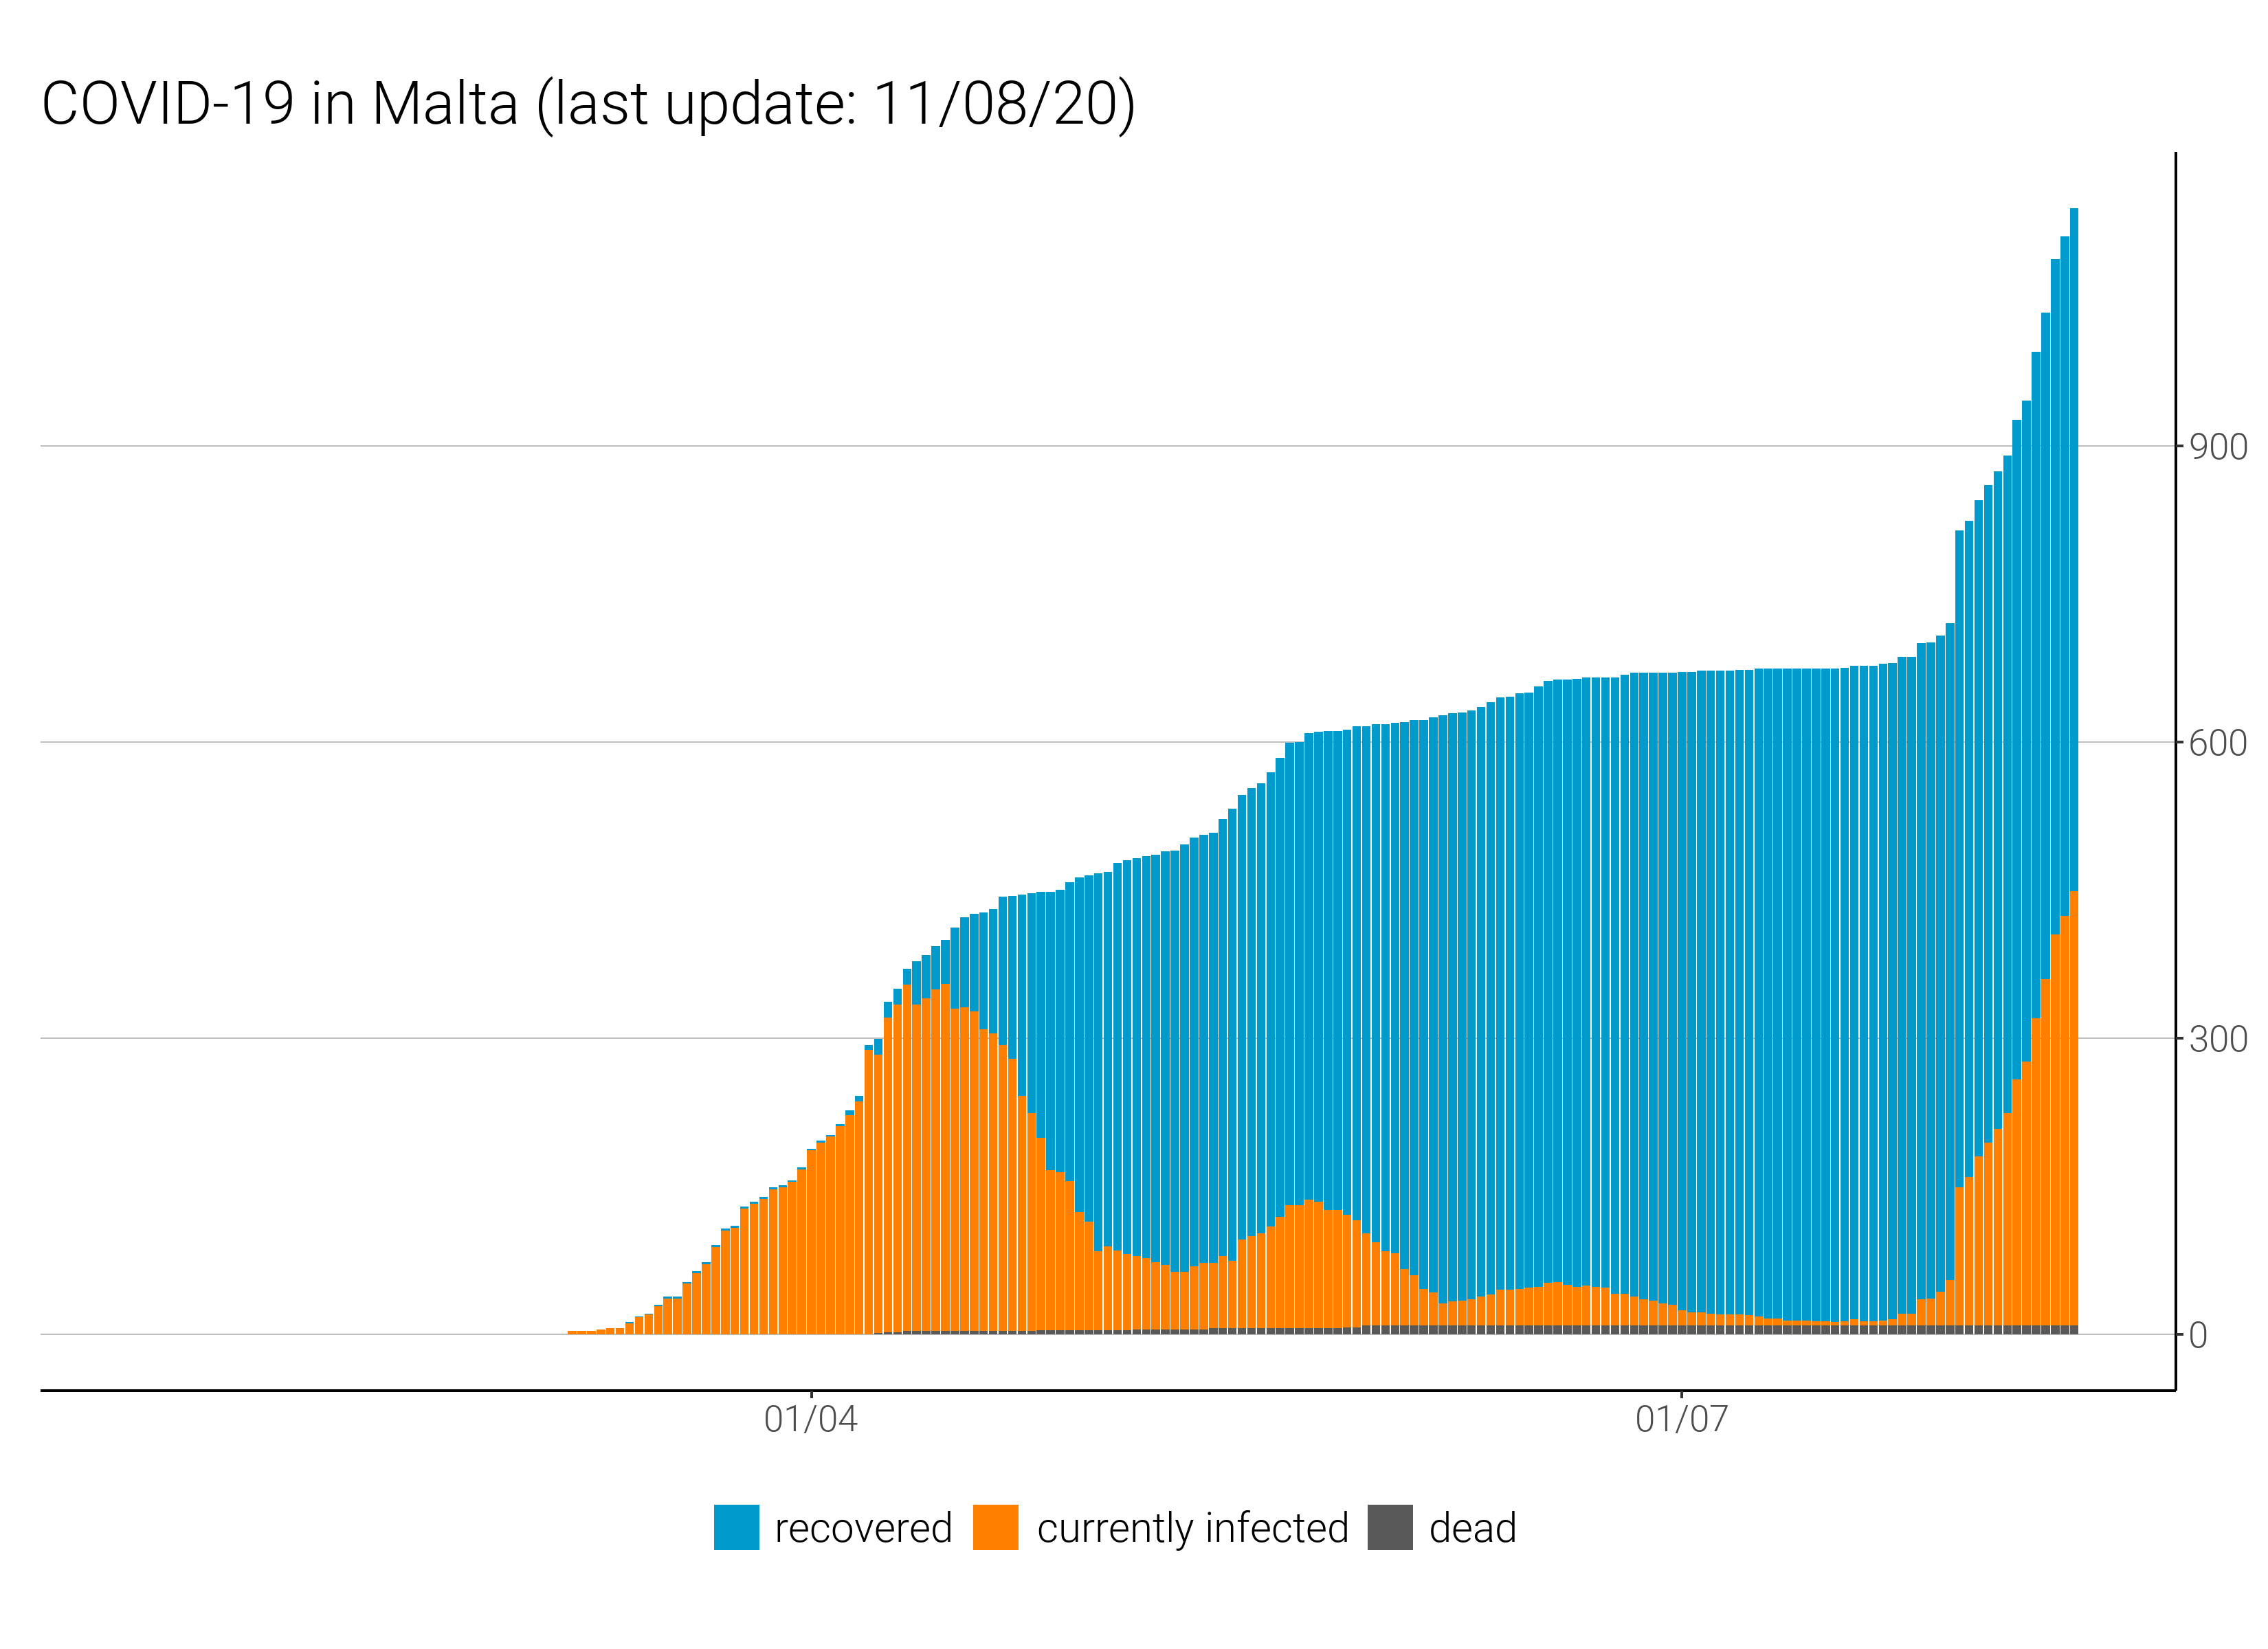 COVID-19 in Malta (last update: 11/08/20)
900
600
300
0
01/04 01/07
recovered currently infected dead